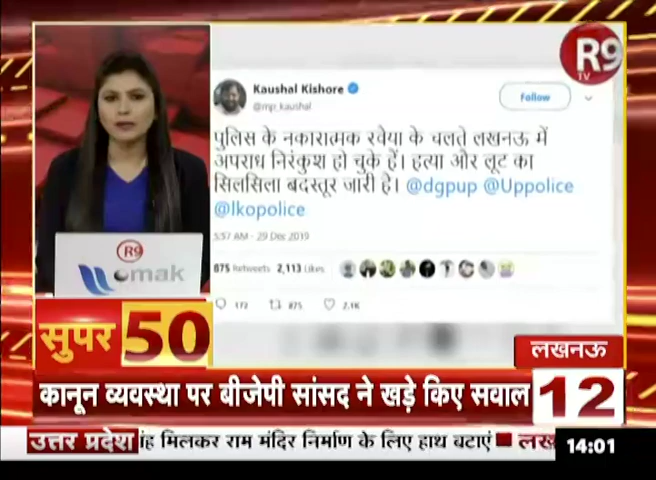 R9
TV
Kaushal Kishore
@mp_kaushal
Follow
पुलिस के नकारात्मक रवैया के चलते लखनऊ में
अपराध निरंकुश हो चुके हैं। हत्या और लूट का
सिलसिला बदस्तूर जारी है। @dgpup @Uppolice
@lkopolice
5:57 AM - 29 Dec 2019
875 Retweets 2,113 Likes
172 875 2.1K
R9
omak
सुपर 50
लखनऊ
कानून व्यवस्था पर बीजेपी सांसद ने खड़े किए सवाल 12
उत्तर प्रदेश मिलकर राम मंदिर निर्माण के लिए हाथ बटाएं 14:01